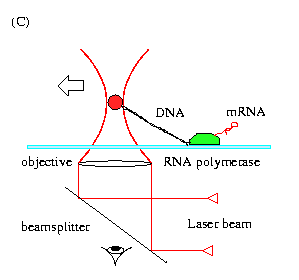 (C)
DNA
mRNA
objective
RNA polymerase
beamsplitter
Laser beam